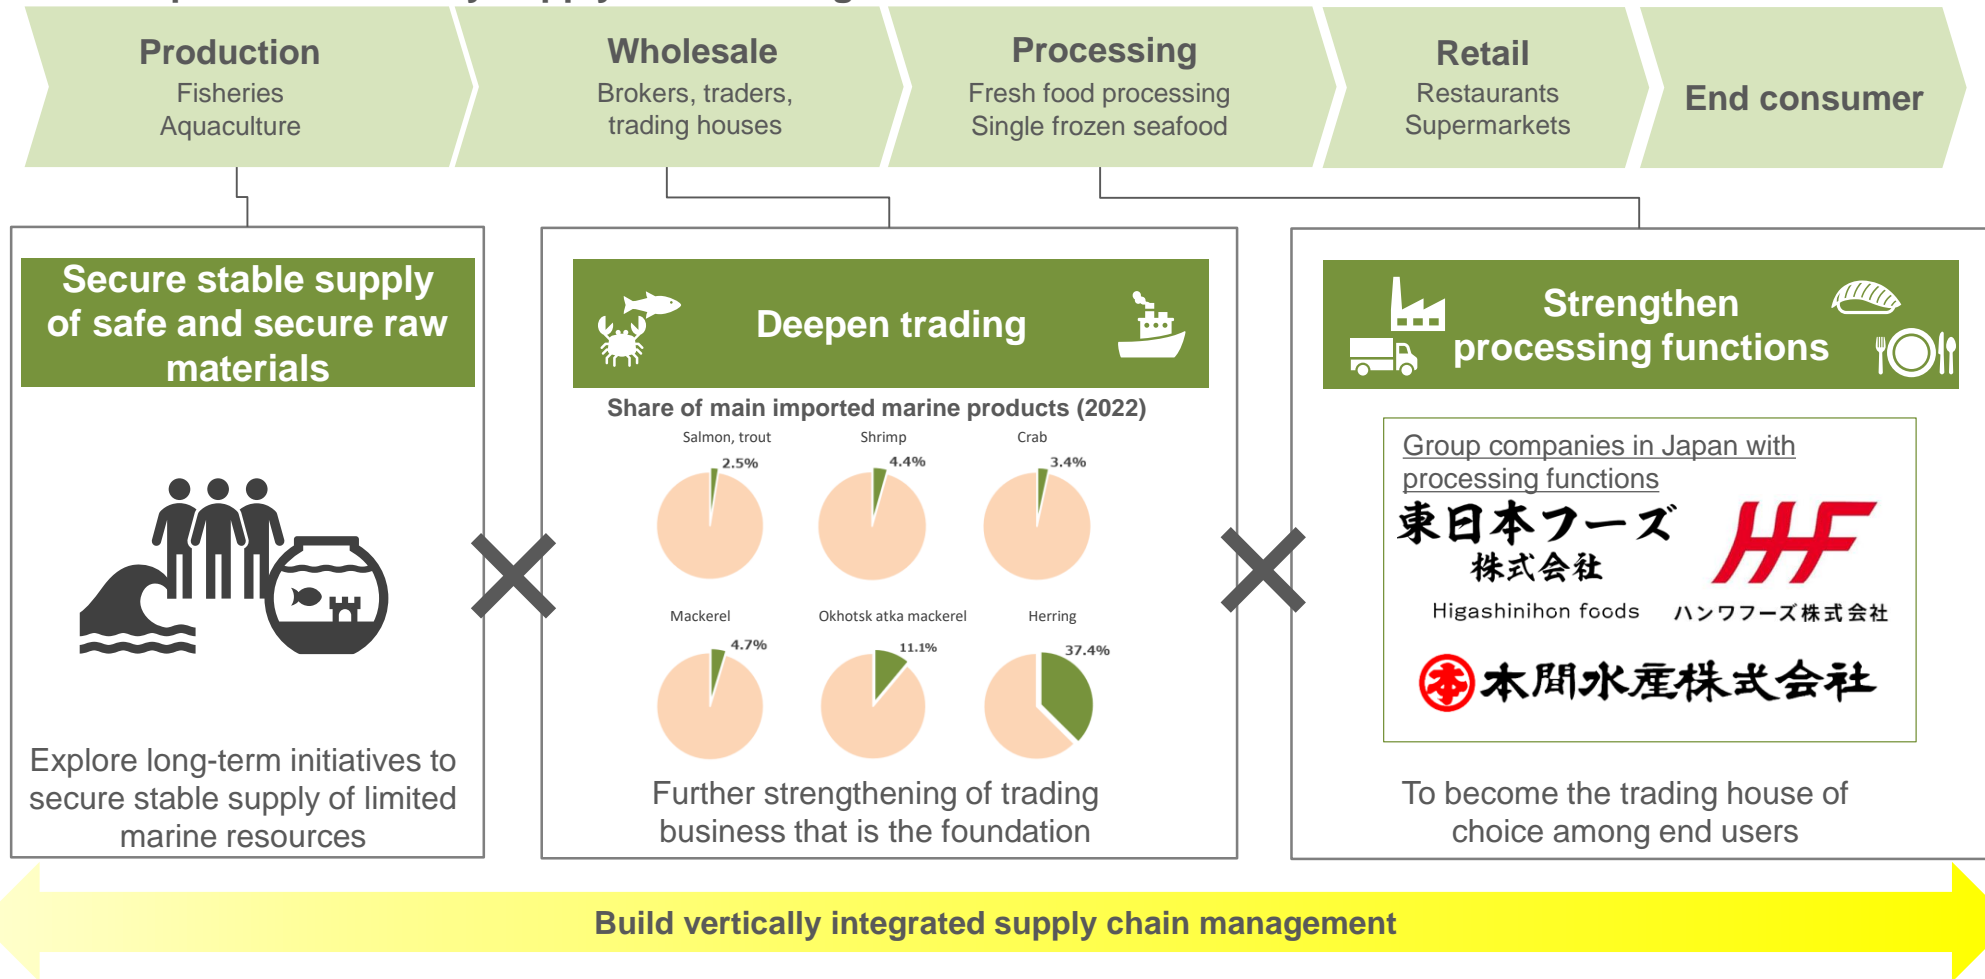 Production
Fisheries
Aquaculture
Wholesale
Brokers, traders,
trading houses
Processing
Fresh food processing
Single frozen seafood
Retail
Restaurants
Supermarkets
End consumer
Secure stable supply
of safe and secure raw
materials
Explore long-term initiatives to
secure stable supply of limited
marine resources
Deepen trading
Share of main imported marine products (2022)
Salmon, trout
2.5%
Shrimp
4.4%
Crab
3.4%
Mackerel
4.7%
Okhotsk atka mackerel
11.1%
Herring
37.4%
Further strengthening of trading
business that is the foundation
Strengthen
processing functions
Group companies in Japan with
processing functions
東日本フーズ
株式会社
Higashinihon foods
HF
ハンワフーズ株式会社
本 本間水産株式会社
To become the trading house of
choice among end users
Build vertically integrated supply chain management